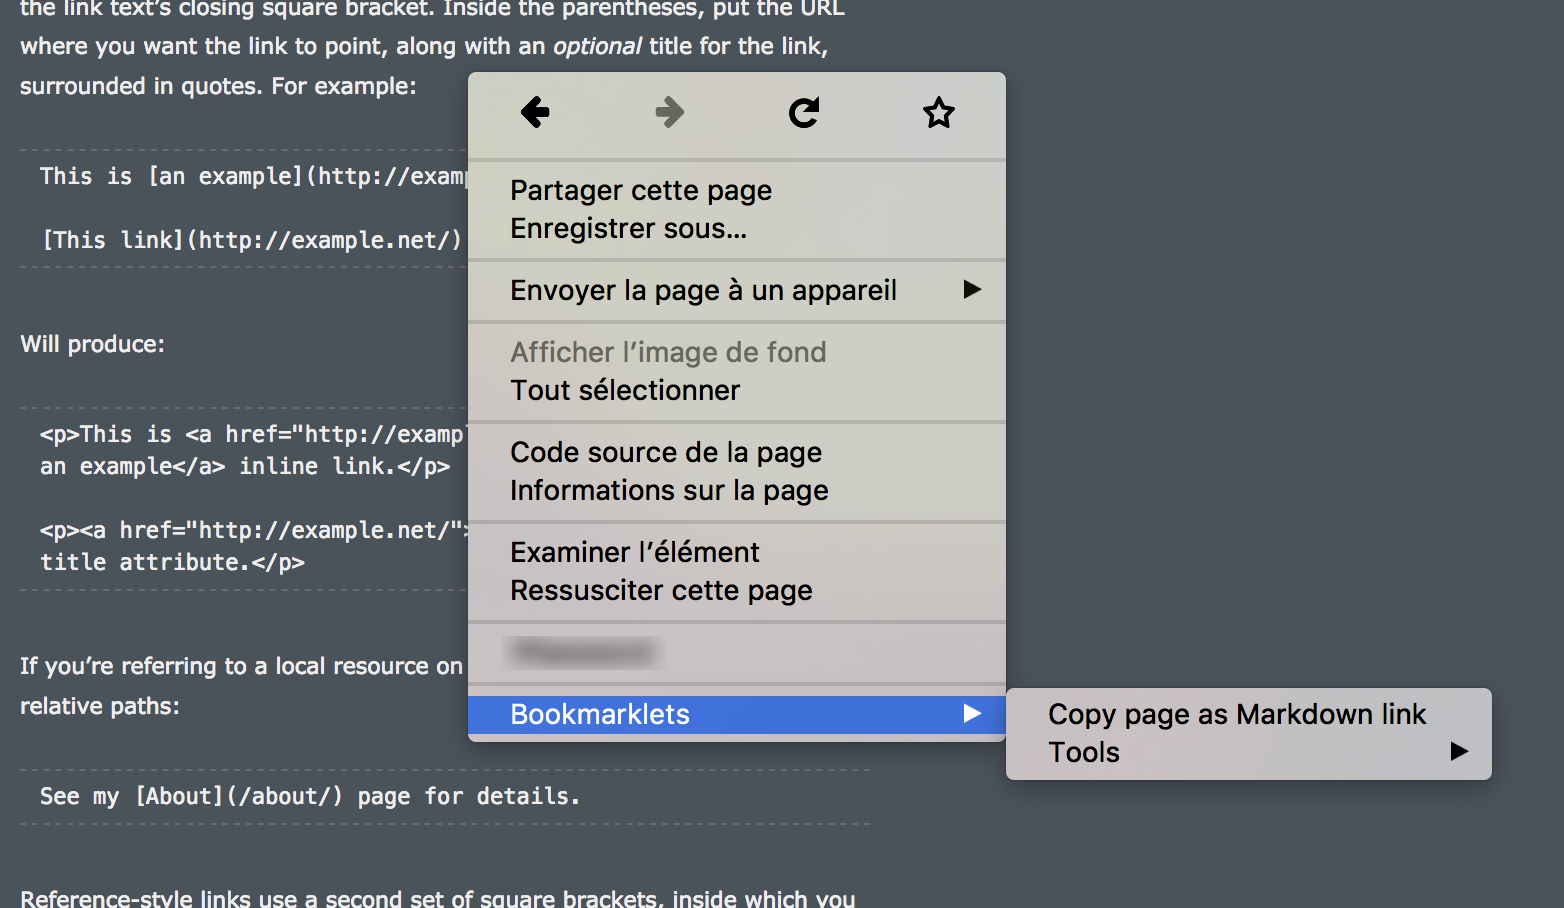 the link text’s closing square bracket. Inside the parentheses, put the URL
where you want the link to point, along with an optional title for the link,
surrounded in quotes. For example:
This is [an example](http://exam
[This link](http://example.net/)
Will produce:
<p>This is <a href="http://examp
an example</a> inline link.</p>
<p><a href="http://example.net/">
title attribute.</p>
If you’re referring to a local resource on
relative paths:
See my [About](/about/) page for details.
Reference-style links use a second set of square brackets, inside which you
Partager cette page
Enregistrer sous...
Envoyer la page à un appareil
Afficher l’image de fond
Tout sélectionner
Code source de la page
Informations sur la page
Examiner l’élément
Ressusciter cette page
Bookmarklets
Copy page as Markdown link
Tools